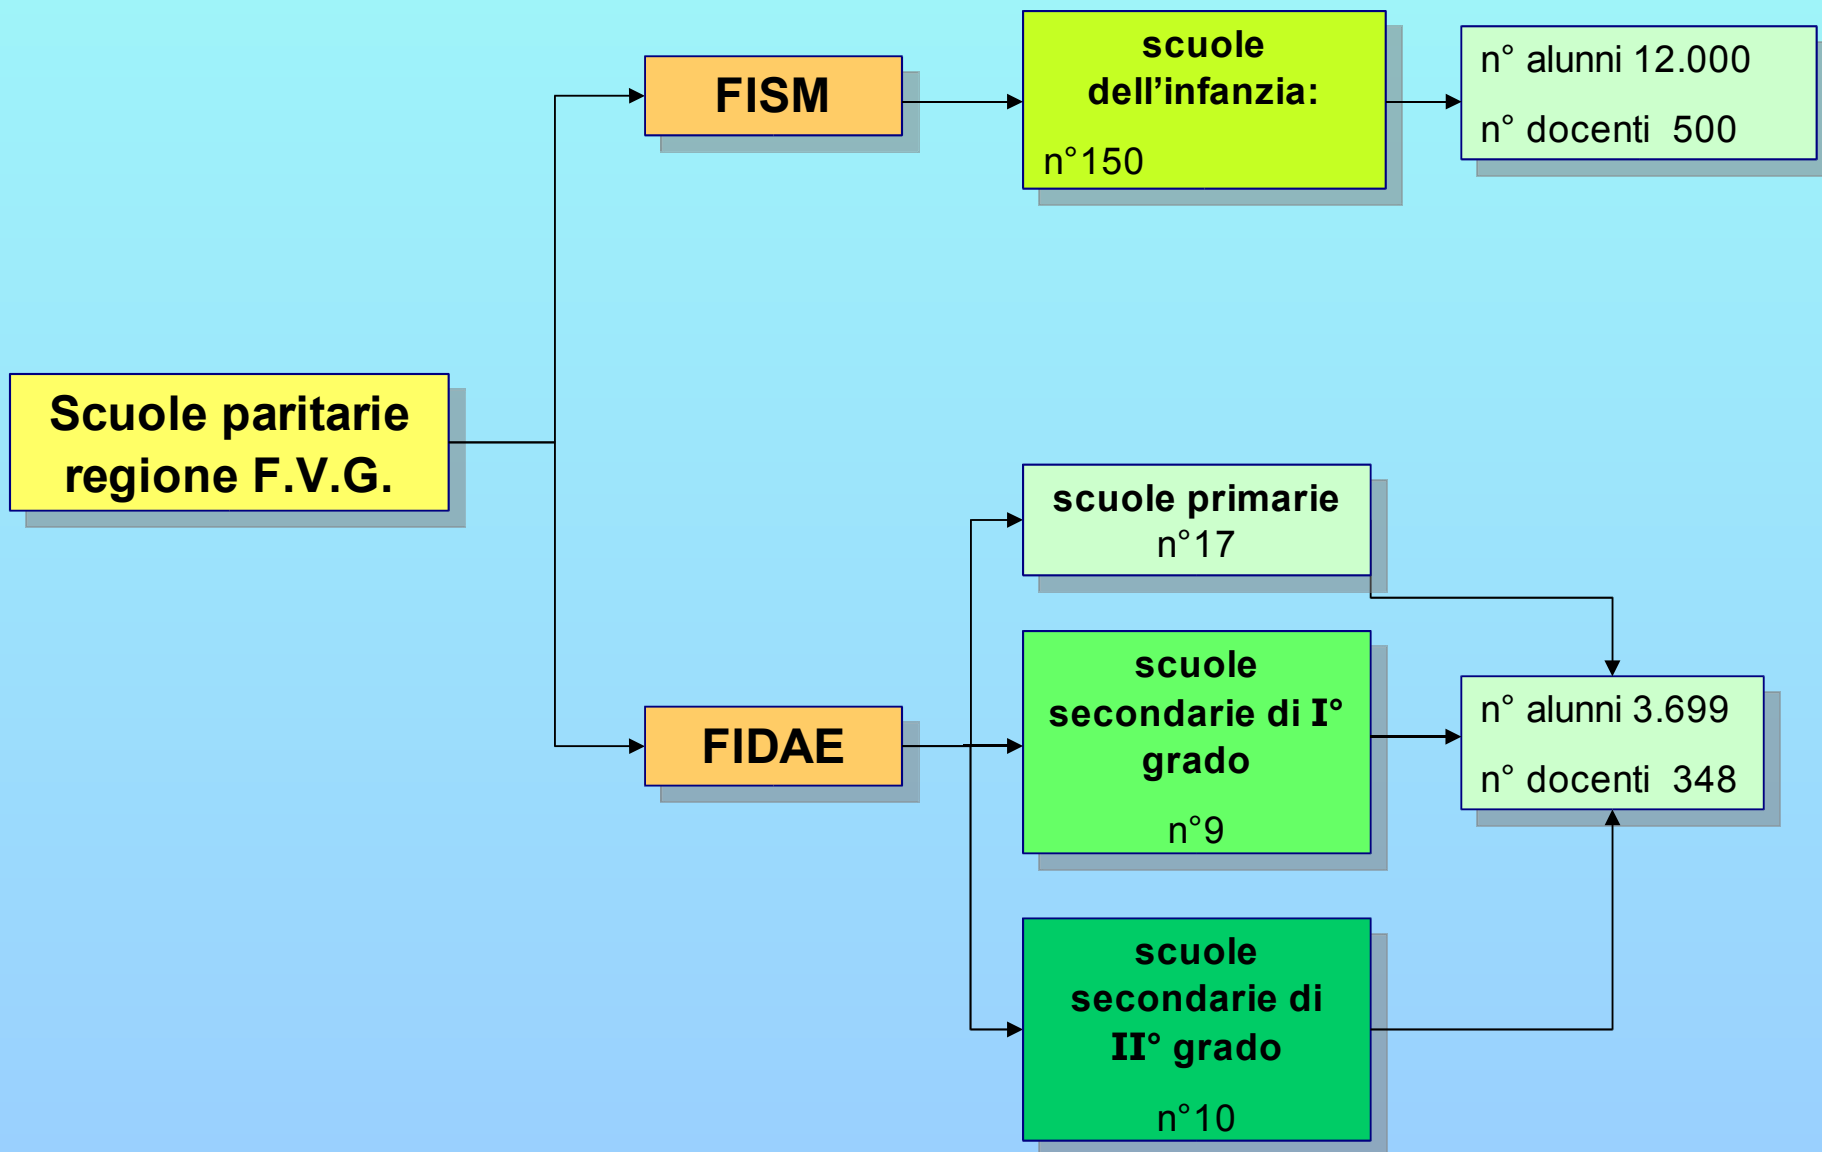 FISM
scuole
dell’infanzia:
n°150
n° alunni 12.000
n° docenti 500
Scuole paritarie
regione F.V.G.
FIDAE
scuole primarie
n°17
scuole
secondarie di I°
grado
n°9
scuole
secondarie di
II° grado
n°10
n° alunni 3.699
n° docenti 348